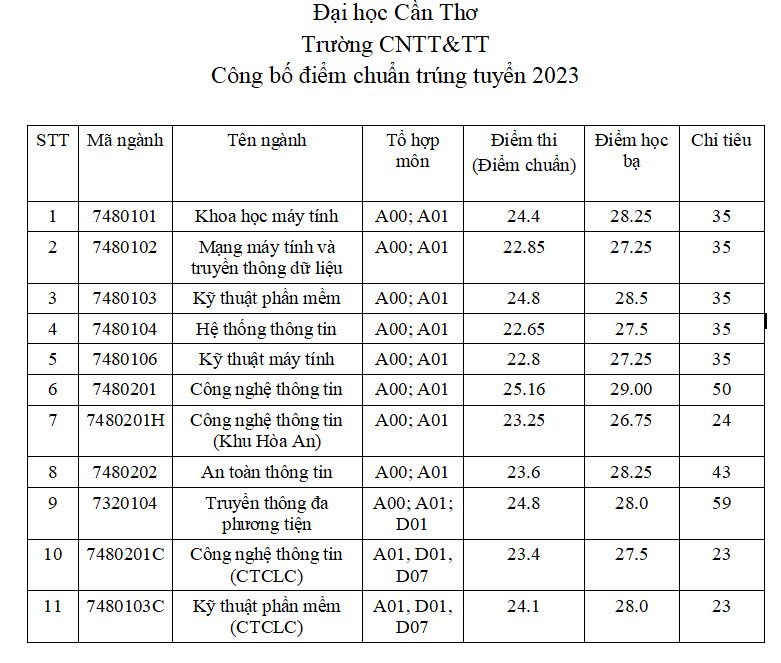 Đại học Cần Thơ
Trường CNTT&TT
Công bố điểm chuẩn trúng tuyển 2023
STT Mã ngành Tên ngành Tổ hợp môn Điểm thi (Điểm chuẩn) Điểm học bạ Chỉ tiêu
1 7480101 Khoa học máy tính A00; A01 24.4 28.25 35
2 7480102 Mạng máy tính và truyền thông dữ liệu A00; A01 22.85 27.25 35
3 7480103 Kỹ thuật phần mềm A00; A01 24.8 28.5 35
4 7480104 Hệ thống thông tin A00; A01 22.65 27.5 35
5 7480106 Kỹ thuật máy tính A00; A01 22.8 27.25 35
6 7480201 Công nghệ thông tin A00; A01 25.16 29.00 50
7 7480201H Công nghệ thông tin (Khu Hòa An) A00; A01 23.25 26.75 24
8 7480202 An toàn thông tin A00; A01 23.6 28.25 43
9 7320104 Truyền thông đa phương tiện A00; A01; D01 24.8 28.0 59
10 7480201C Công nghệ thông tin (CTCLC) A01, D01, D07 23.4 27.5 23
11 7480103C Kỹ thuật phần mềm (CTCLC) A01, D01, D07 24.1 28.0 23